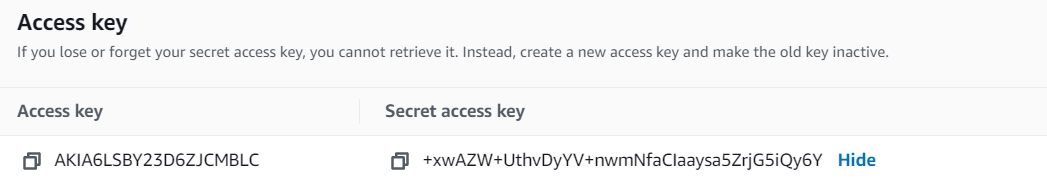 Access key
If you lose or forget your secret access key, you cannot retrieve it. Instead, create a new access key and make the old key inactive.
Access key Secret access key
AKIA6LSBY23D6ZJCMBLC +xwAZW+UthvDyYV+nwmNfaCIaaysa5ZrjG5iQy6Y Hide